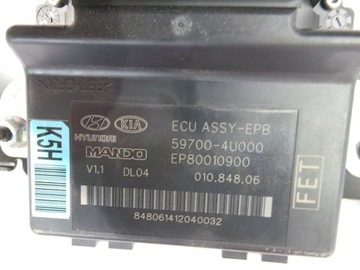 K5H
HYUNDAI KIA ECU ASSY-EPB
59700-4U000
MANDO EP80010900
V1.1 DL04 010.848.06
FET
848061412040032